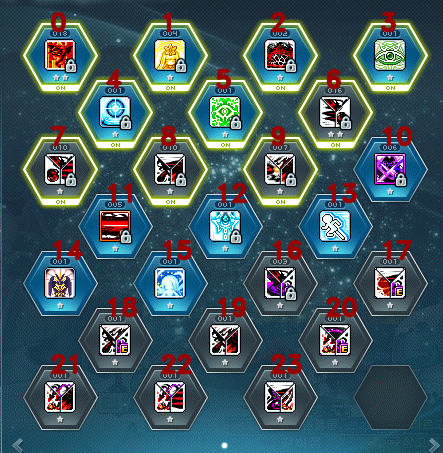 0 1 2 3
018 004 002 001
ON ON ON ON
4 5 6
001 001 016
ON ON ON
7 8 9 10
010 010 007 006
ON ON ON
11 12 13
005 001 001
14 15 16 17
001 001 003 001
E
18 19 20
001 001 001
E E
21 22 23
001 001 001